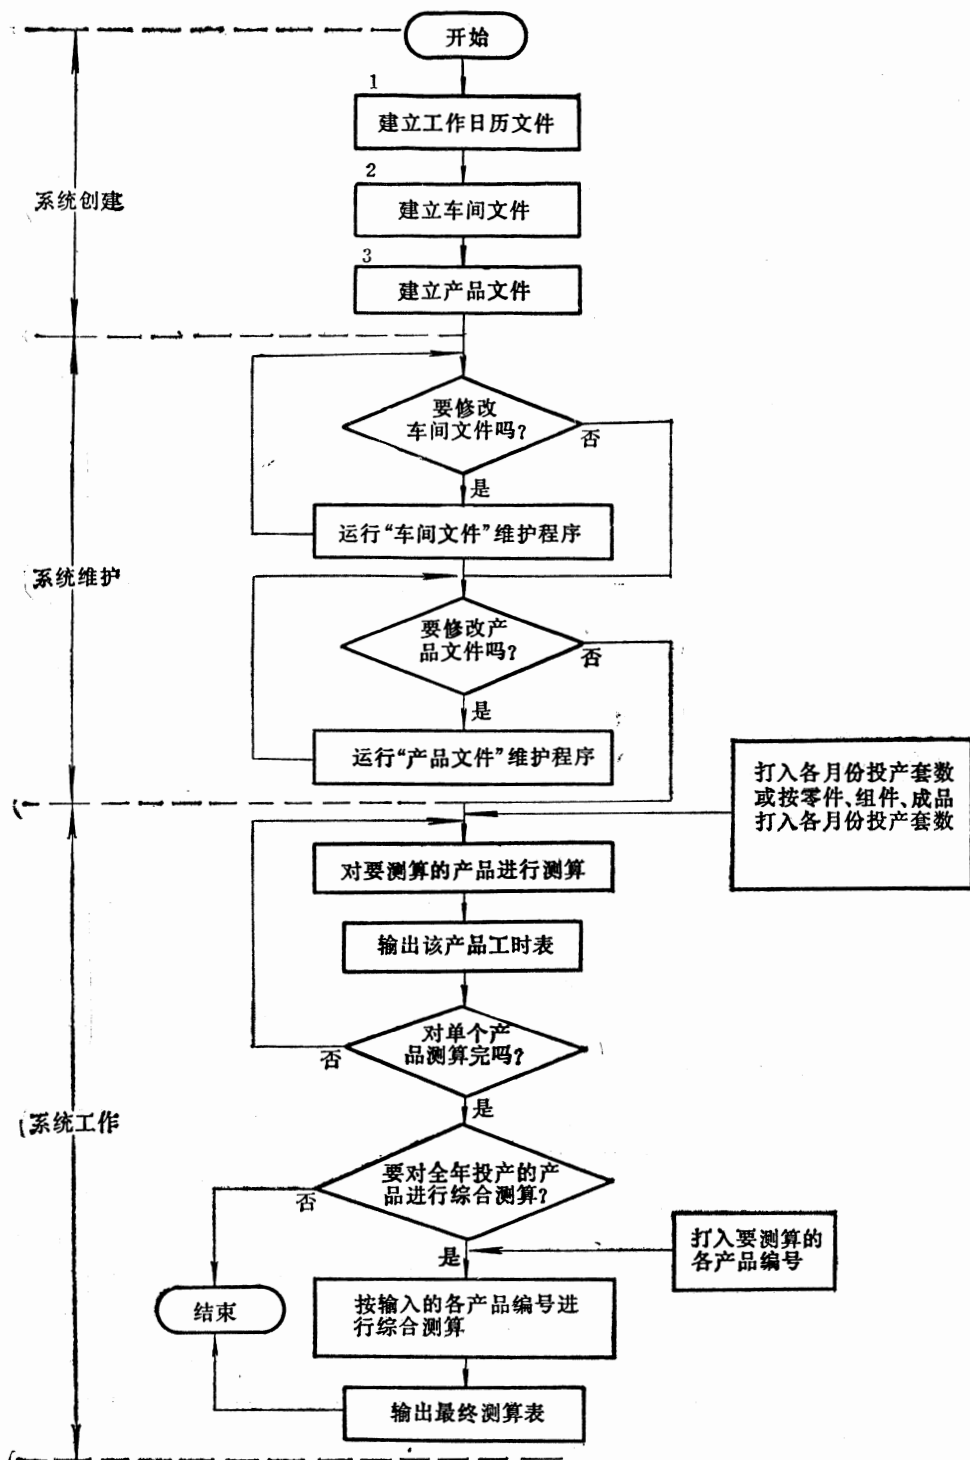 开始
1
建立工作日历文件
2
建立车间文件
系统创建
3
建立产品文件
要修改
车间文件吗?
否
是
运行“车间文件”维护程序
系统维护
要修改产
品文件吗?
否
是
运行“产品文件”维护程序
打入各月份投产套数
或按零件、组件、成品
打入各月份投产套数
对要测算的产品进行测算
输出该产品工时表
对单个产
品测算完吗?
否
是
系统工作
要对全年投产的产
品进行综合测算?
否
是
打入要测算的
各产品编号
结束
按输入的各产品编号进
行综合测算
输出最终测算表